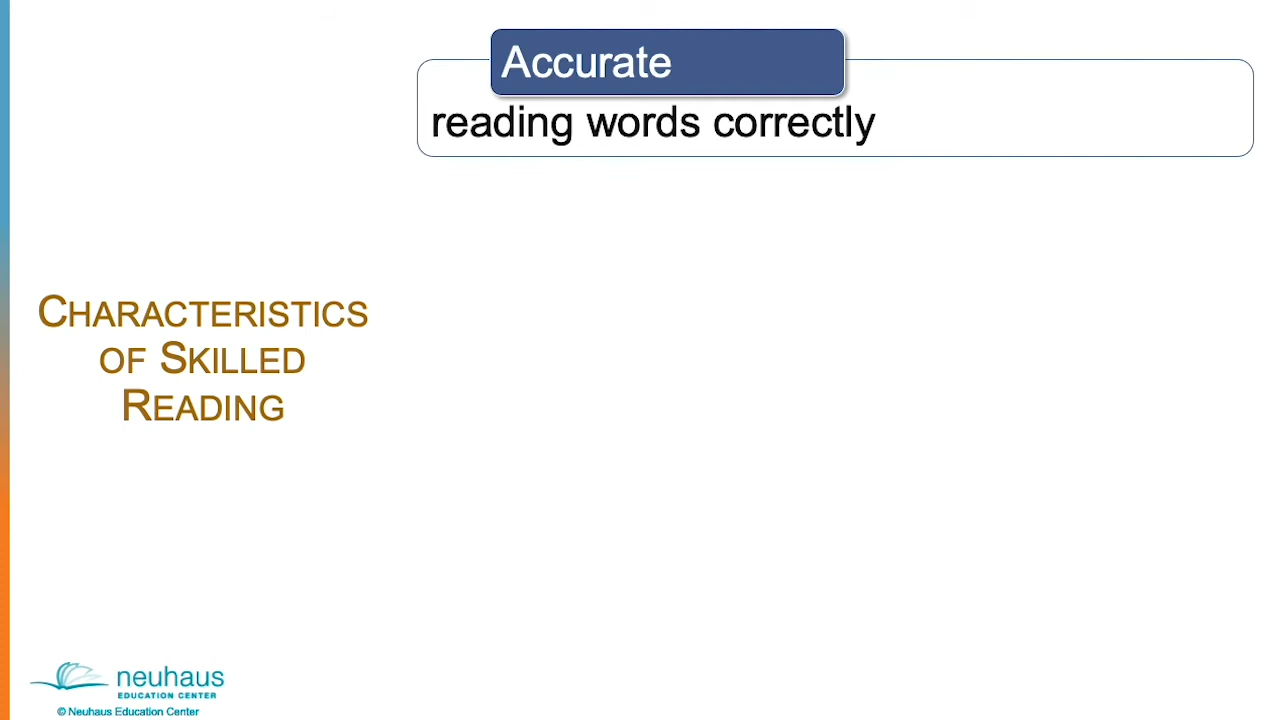 Accurate
reading words correctly
CHARACTERISTICS
OF SKILLED
READING
neuhaus
EDUCATION CENTER
© Neuhaus Education Center